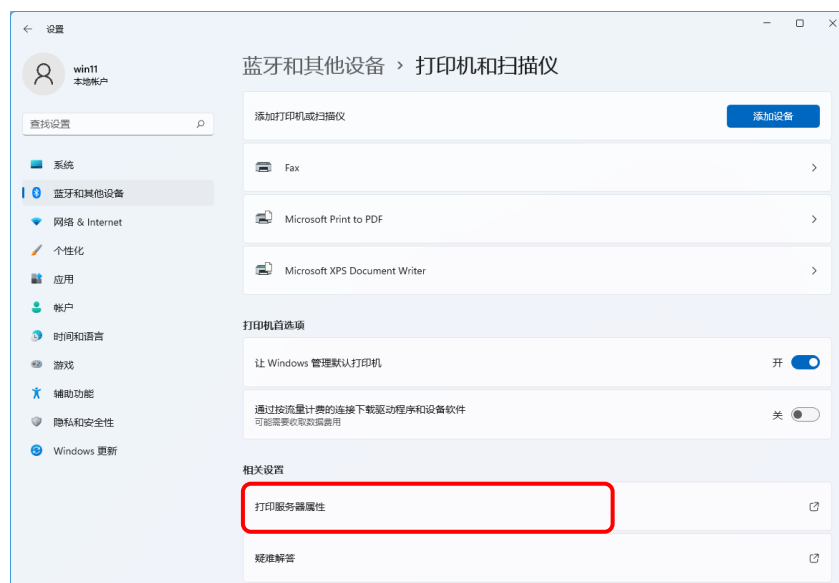 设置
win11
本地帐户
查找设置
系统
蓝牙和其他设备
网络 & Internet
个性化
应用
帐户
时间和语言
游戏
辅助功能
隐私和安全性
Windows 更新
蓝牙和其他设备 › 打印机和扫描仪
添加打印机或扫描仪
添加设备
Fax
Microsoft Print to PDF
Microsoft XPS Document Writer
打印机首选项
让 Windows 管理默认打印机
开
通过按流量计费的连接下载驱动程序和设备软件
可能需要收取数据费用
关
相关设置
打印服务器属性
疑难解答